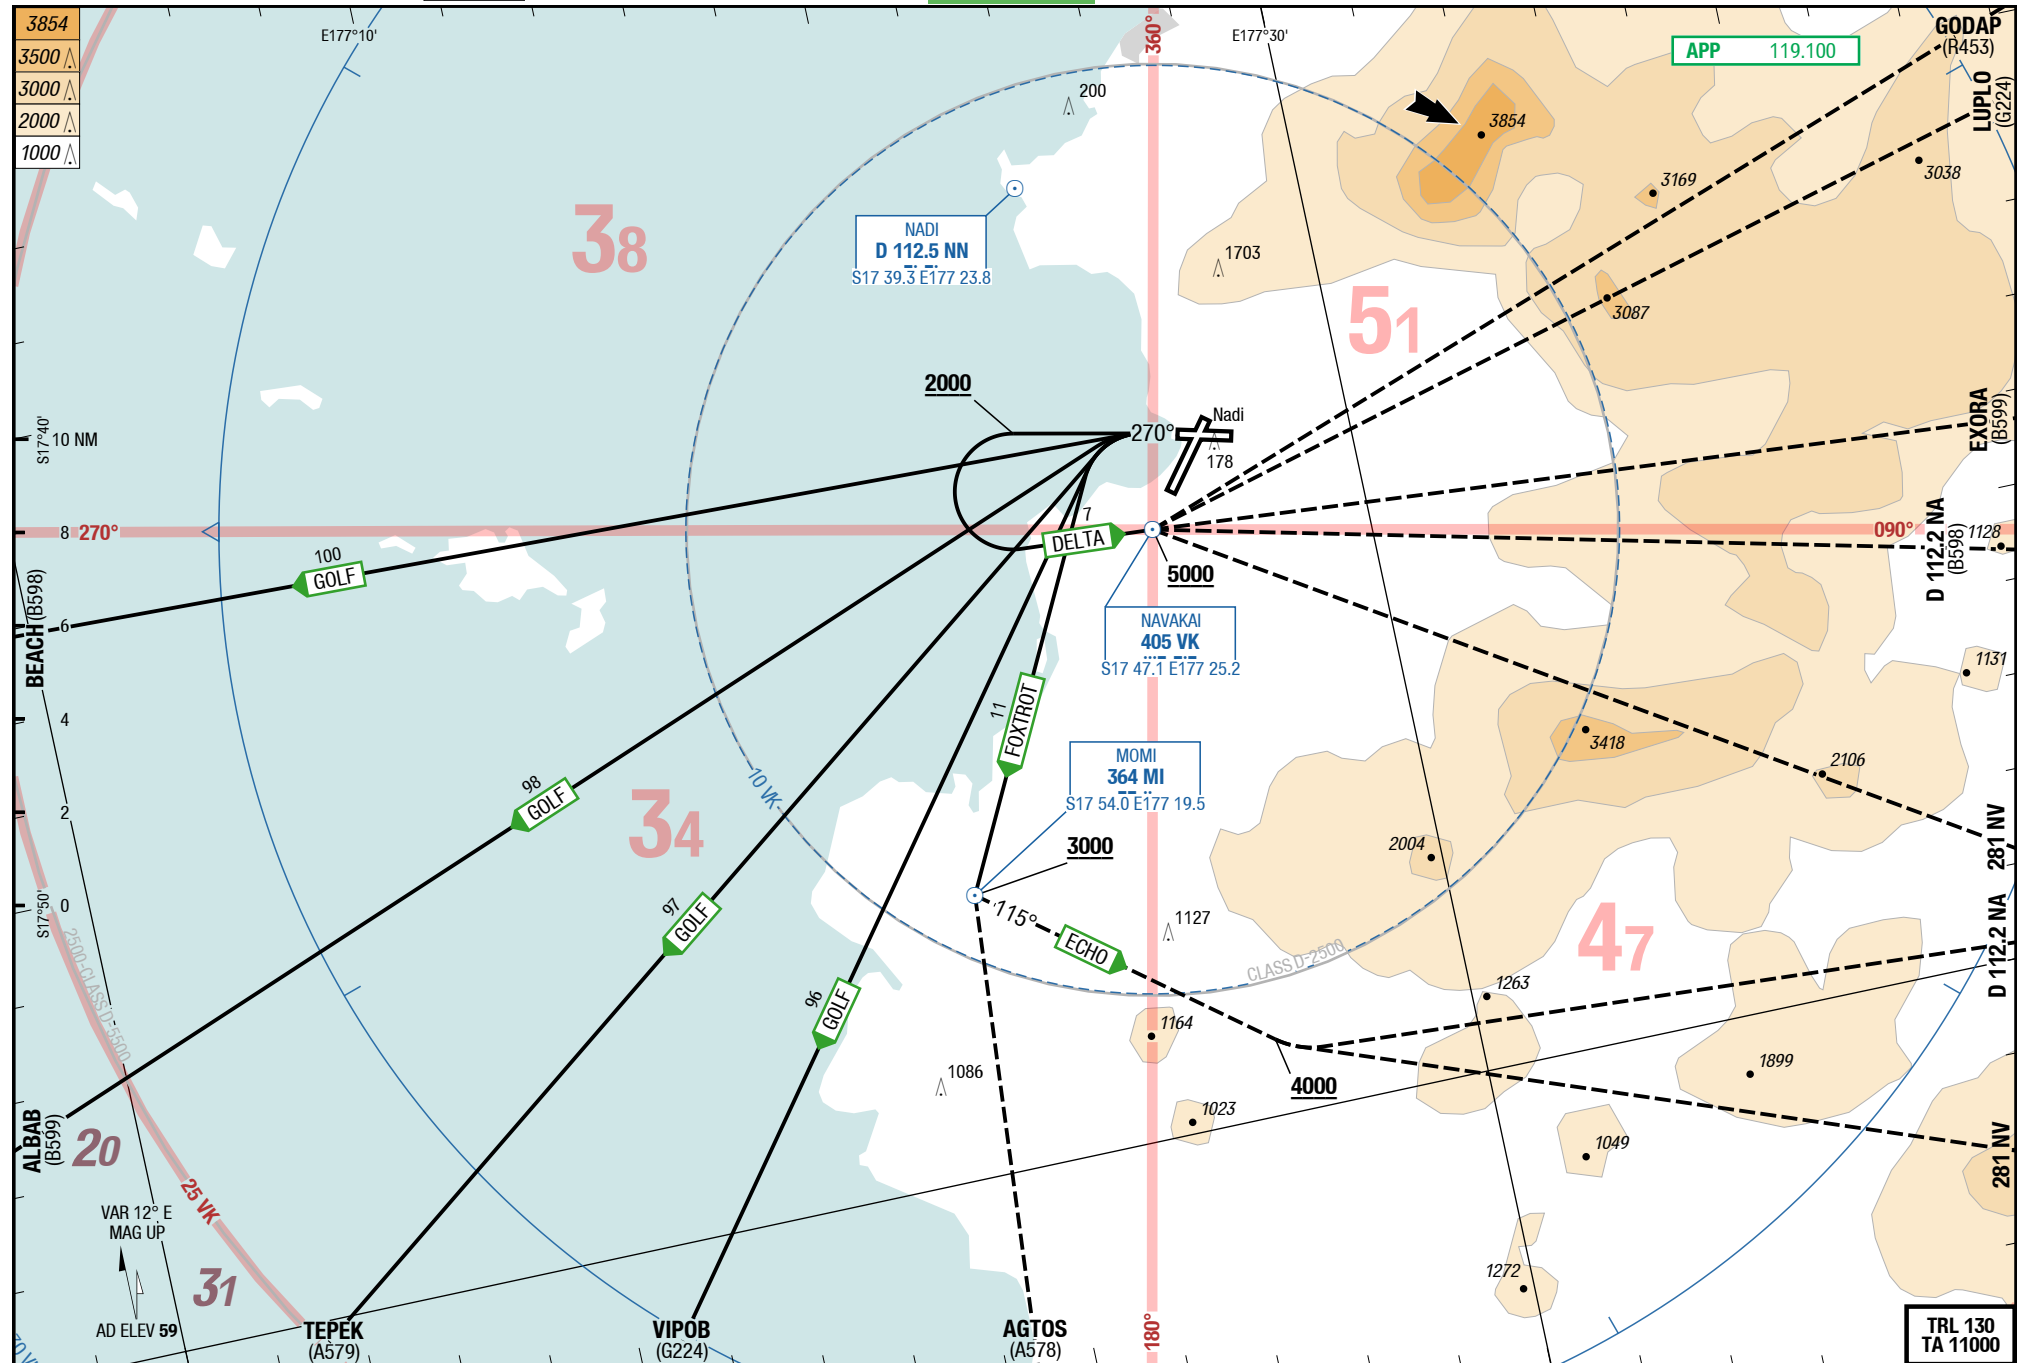 3854
3500
3000
2000
1000
E177°10'
360°
E177°30'
APP 119.100
GODAP
(R453)
LUPLO
(G224)
200
3854
3169
3038
38
NADI
D 112.5 NN
S17 39.3 E177 23.8
1703
51
3087
2000
270°
Nadi
178
EXORA
(B599)
S17°40'
10 NM
8
270°
7
DELTA
5000
090°
D 112.2 NA
(B598)
1128
100
GOLF
BEACH (B598)
6
NAVAKAI
405 VK
S17 47.1 E177 25.2
1131
4
11
FOXTROT
3418
2106
MOMI
364 MI
S17 54.0 E177 19.5
10 VK
98
GOLF
2
34
3000
2004
281 NV
S17°50'
0
97
GOLF
115°
ECHO
1127
CLASS D-2500
47
D 112.2 NA
2500-CLASS D-5500
96
GOLF
1263
1164
1899
1086
4000
1023
1049
ALBAB
(B599)
20
281 NV
25 VK
VAR 12° E
MAG UP
31
1272
AD ELEV 59
TEPEK
(A579)
VIPOB
(G224)
AGTOS
(A578)
180°
TRL 130
TA 11000